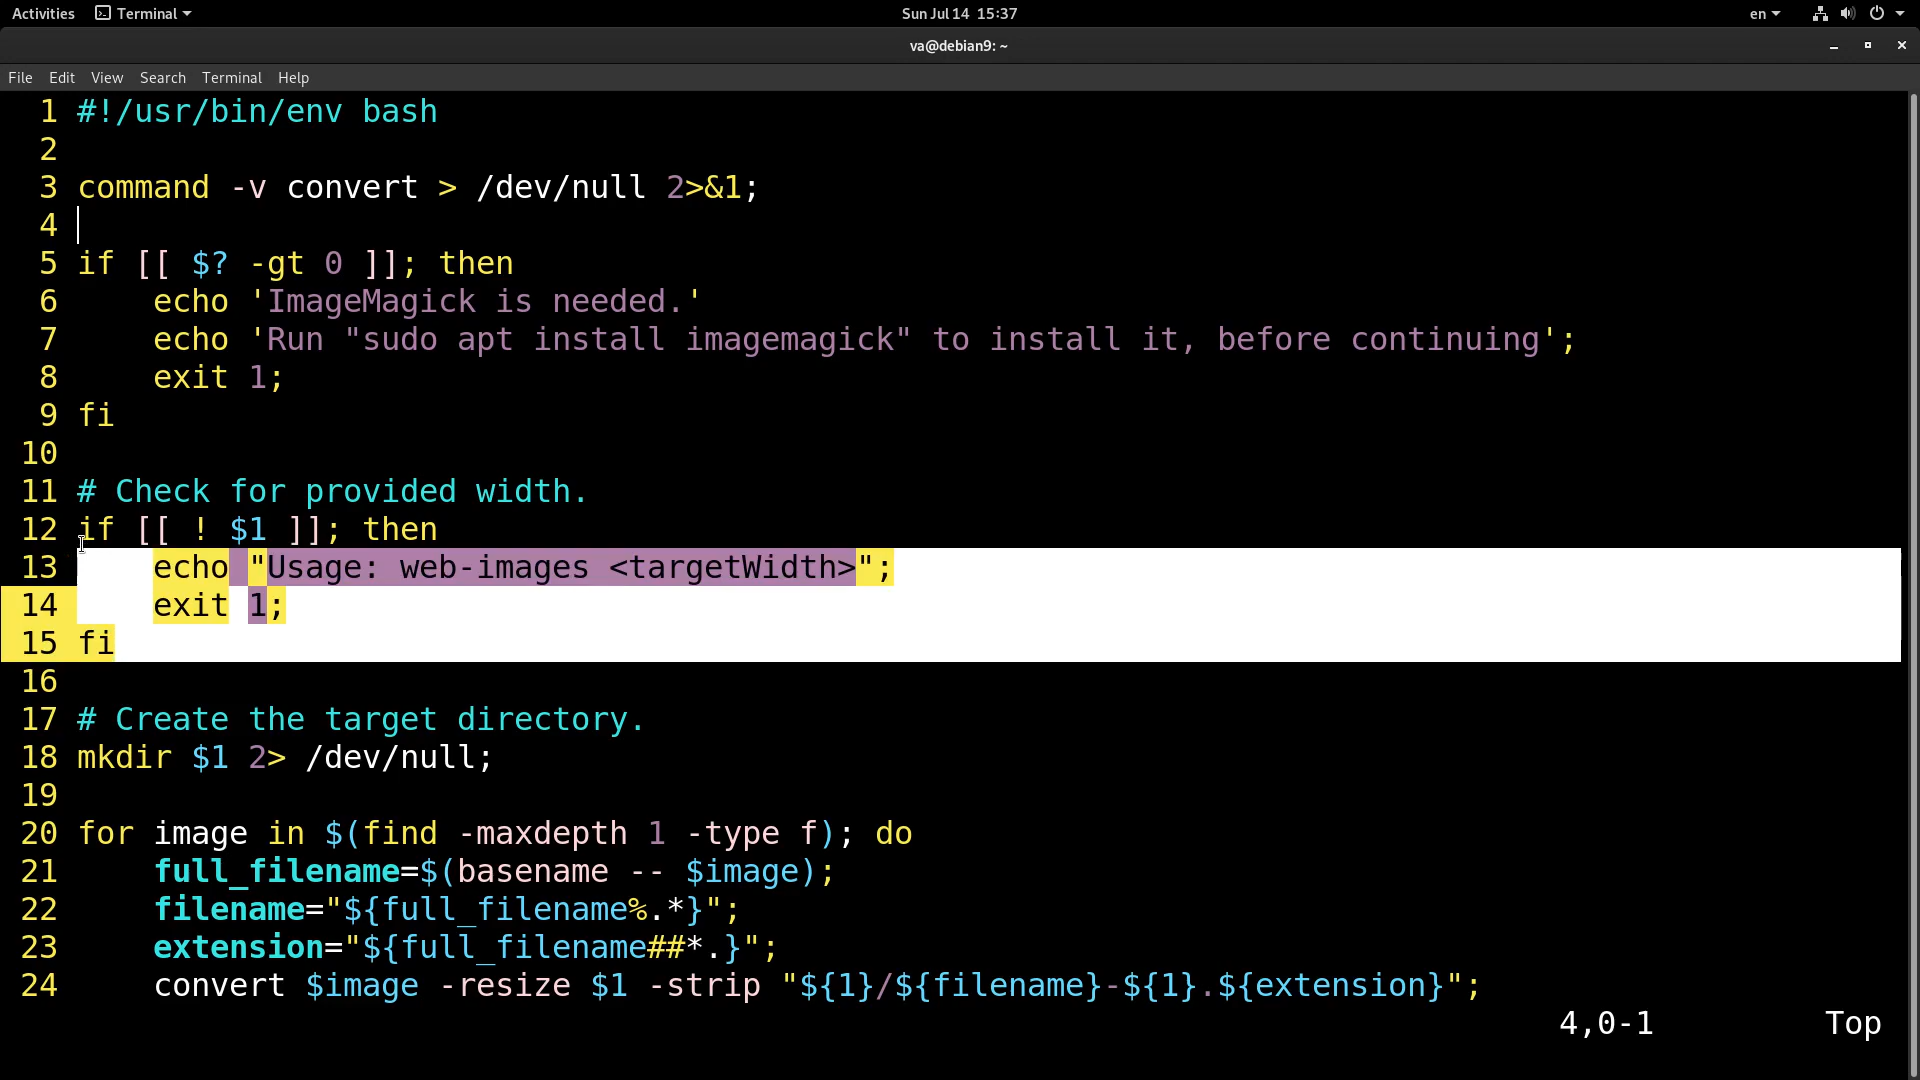 Activities Terminal Sun Jul 14 15:37 en
va@debian9: ~
File Edit View Search Terminal Help
1 #!/usr/bin/env bash
2
3 command -v convert > /dev/null 2>&1;
4
5 if [[ $? -gt 0 ]]; then
6     echo 'ImageMagick is needed.'
7     echo 'Run "sudo apt install imagemagick" to install it, before continuing';
8     exit 1;
9 fi
10
11 # Check for provided width.
12 if [[ ! $1 ]]; then
13     echo "Usage: web-images <targetWidth>";
14     exit 1;
15 fi
16
17 # Create the target directory.
18 mkdir $1 2> /dev/null;
19
20 for image in $(find -maxdepth 1 -type f); do
21     full_filename=$(basename -- $image);
22     filename="${full_filename%.*}";
23     extension="${full_filename##*.}";
24     convert $image -resize $1 -strip "${1}/${filename}-${1}.${extension}";
4,0-1 Top